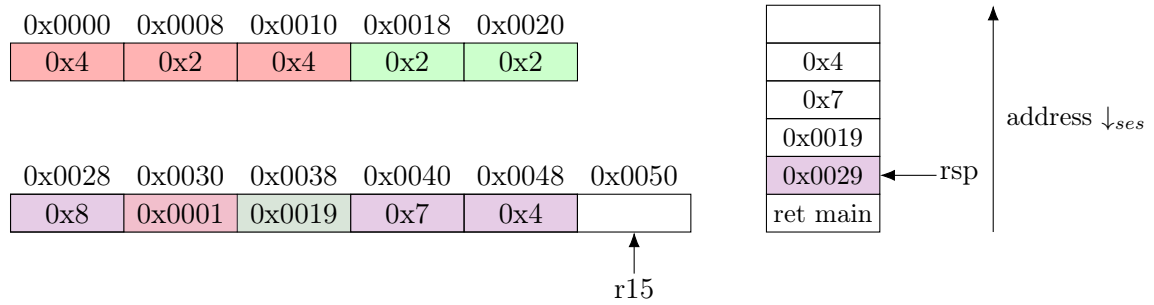 0x0000 0x0008 0x0010 0x0018 0x0020
0x4 0x2 0x4 0x2 0x2
0x0028 0x0030 0x0038 0x0040 0x0048 0x0050
0x8 0x0001 0x0019 0x7 0x4
r15
0x4
0x7
0x0019
0x0029 rsp
ret main
address ↓ses